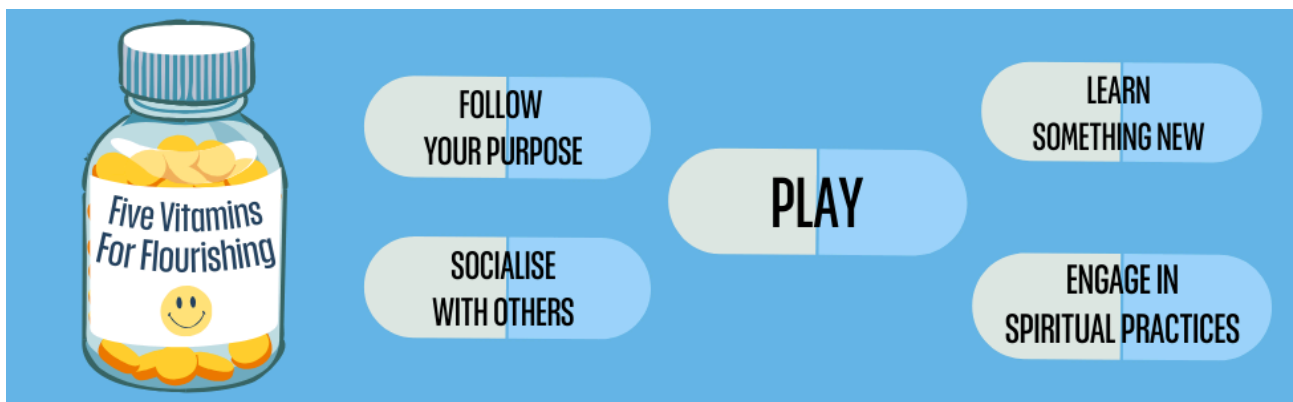 Five Vitamins
For Flourishing
FOLLOW
YOUR PURPOSE
SOCIALISE
WITH OTHERS
PLAY
LEARN
SOMETHING NEW
ENGAGE IN
SPIRITUAL PRACTICES